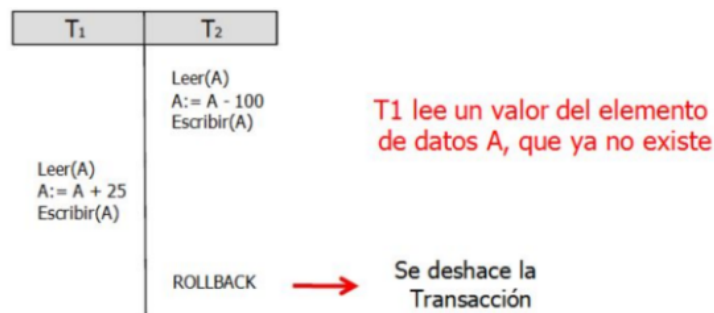 T1
T2
Leer(A)
A:= A - 100
Escribir(A)
T1 lee un valor del elemento
de datos A, que ya no existe
Leer(A)
A:= A + 25
Escribir(A)
ROLLBACK
Se deshace la
Transacción